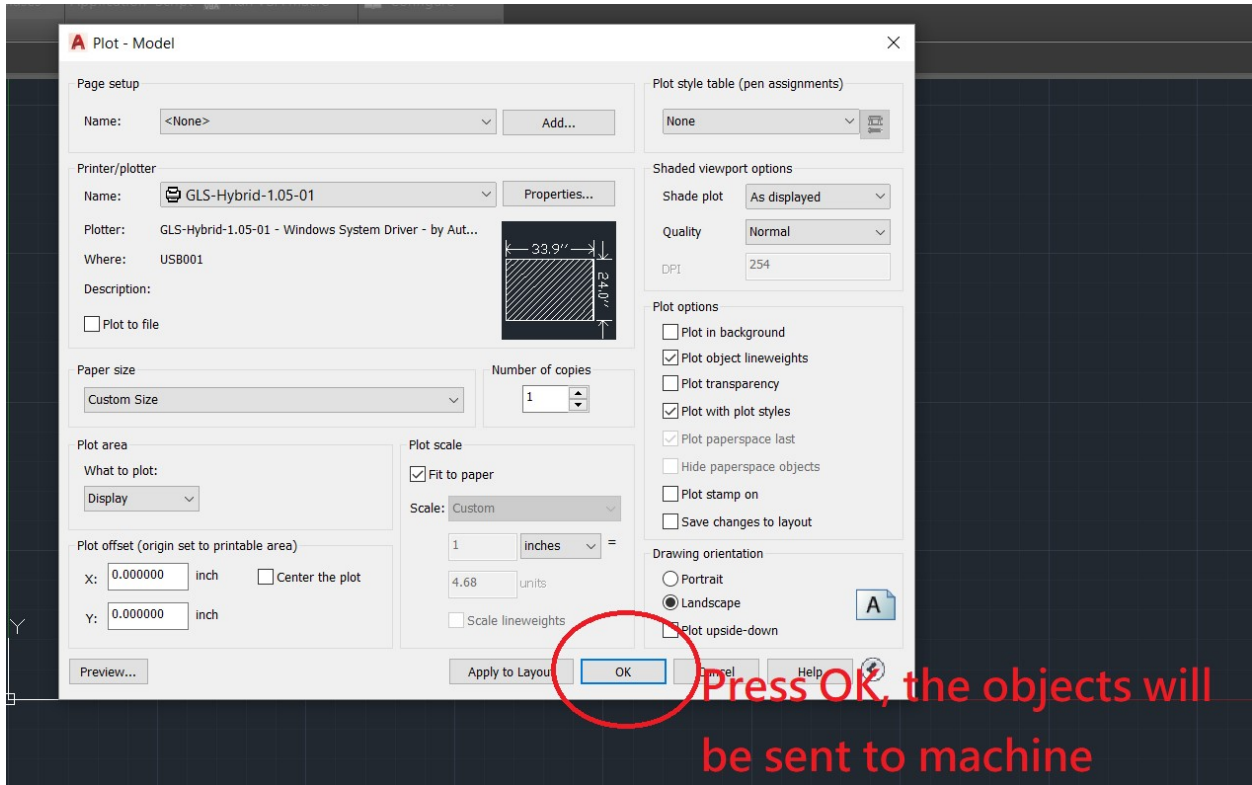 Plot - Model
Page setup
Name: <None> Add...
Printer/plotter
Name: GLS-Hybrid-1.05-01 Properties...
Plotter: GLS-Hybrid-1.05-01 - Windows System Driver - by Aut...
Where: USB001
Description:
Plot to file
33.9’’
24.0’’
Paper size
Custom Size
Number of copies
1
Plot area
What to plot:
Display
Plot offset (origin set to printable area)
X: 0.000000 inch Center the plot
Y: 0.000000 inch
Plot scale
Fit to paper
Scale: Custom
1 inches =
4.68 units
Scale lineweights
Plot style table (pen assignments)
None
Shaded viewport options
Shade plot As displayed
Quality Normal
DPI 254
Plot options
Plot in background
Plot object lineweights
Plot transparency
Plot with plot styles
Plot paperspace last
Hide paperspace objects
Plot stamp on
Save changes to layout
Drawing orientation
Portrait
Landscape
Plot upside-down
A
Preview... Apply to Layout OK Cancel Help
Y
Press OK, the objects will
be sent to machine